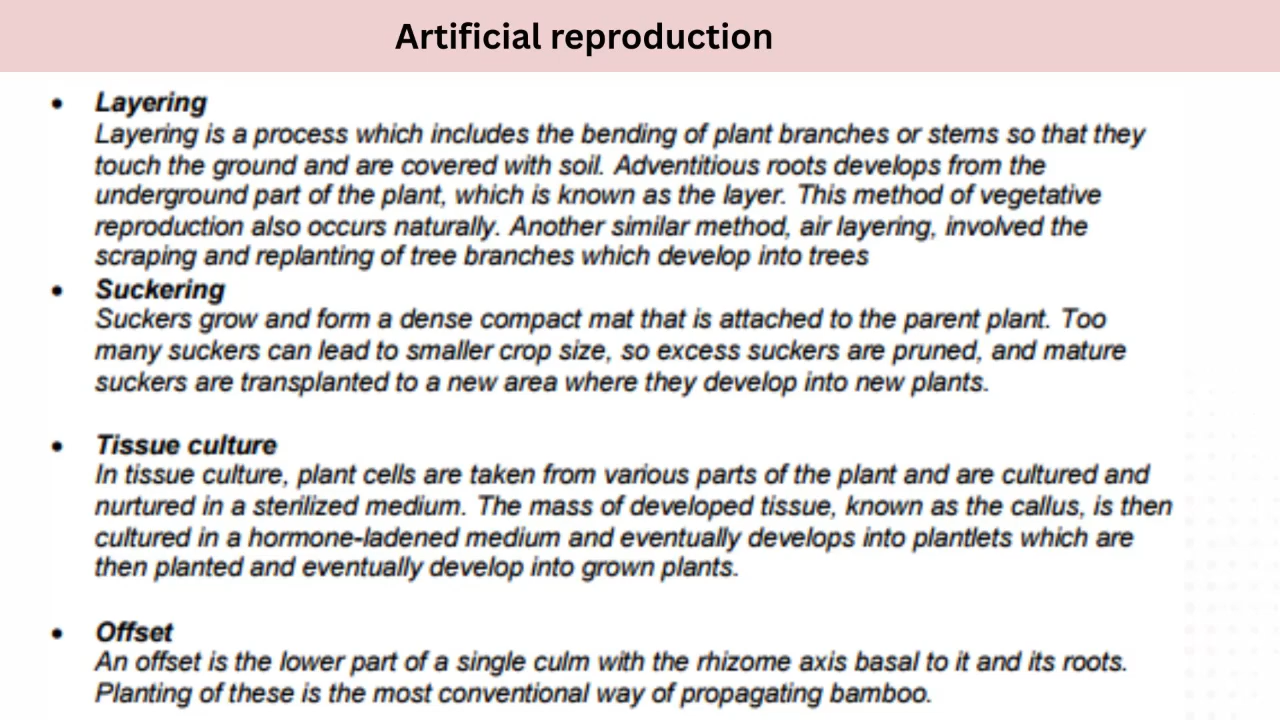 Artificial reproduction
• Layering
Layering is a process which includes the bending of plant branches or stems so that they
touch the ground and are covered with soil. Adventitious roots develops from the
underground part of the plant, which is known as the layer. This method of vegetative
reproduction also occurs naturally. Another similar method, air layering, involved the
scraping and replanting of tree branches which develop into trees
• Suckering
Suckers grow and form a dense compact mat that is attached to the parent plant. Too
many suckers can lead to smaller crop size, so excess suckers are pruned, and mature
suckers are transplanted to a new area where they develop into new plants.
• Tissue culture
In tissue culture, plant cells are taken from various parts of the plant and are cultured and
nurtured in a sterilized medium. The mass of developed tissue, known as the callus, is then
cultured in a hormone-ladened medium and eventually develops into plantlets which are
then planted and eventually develop into grown plants.
• Offset
An offset is the lower part of a single culm with the rhizome axis basal to it and its roots.
Planting of these is the most conventional way of propagating bamboo.